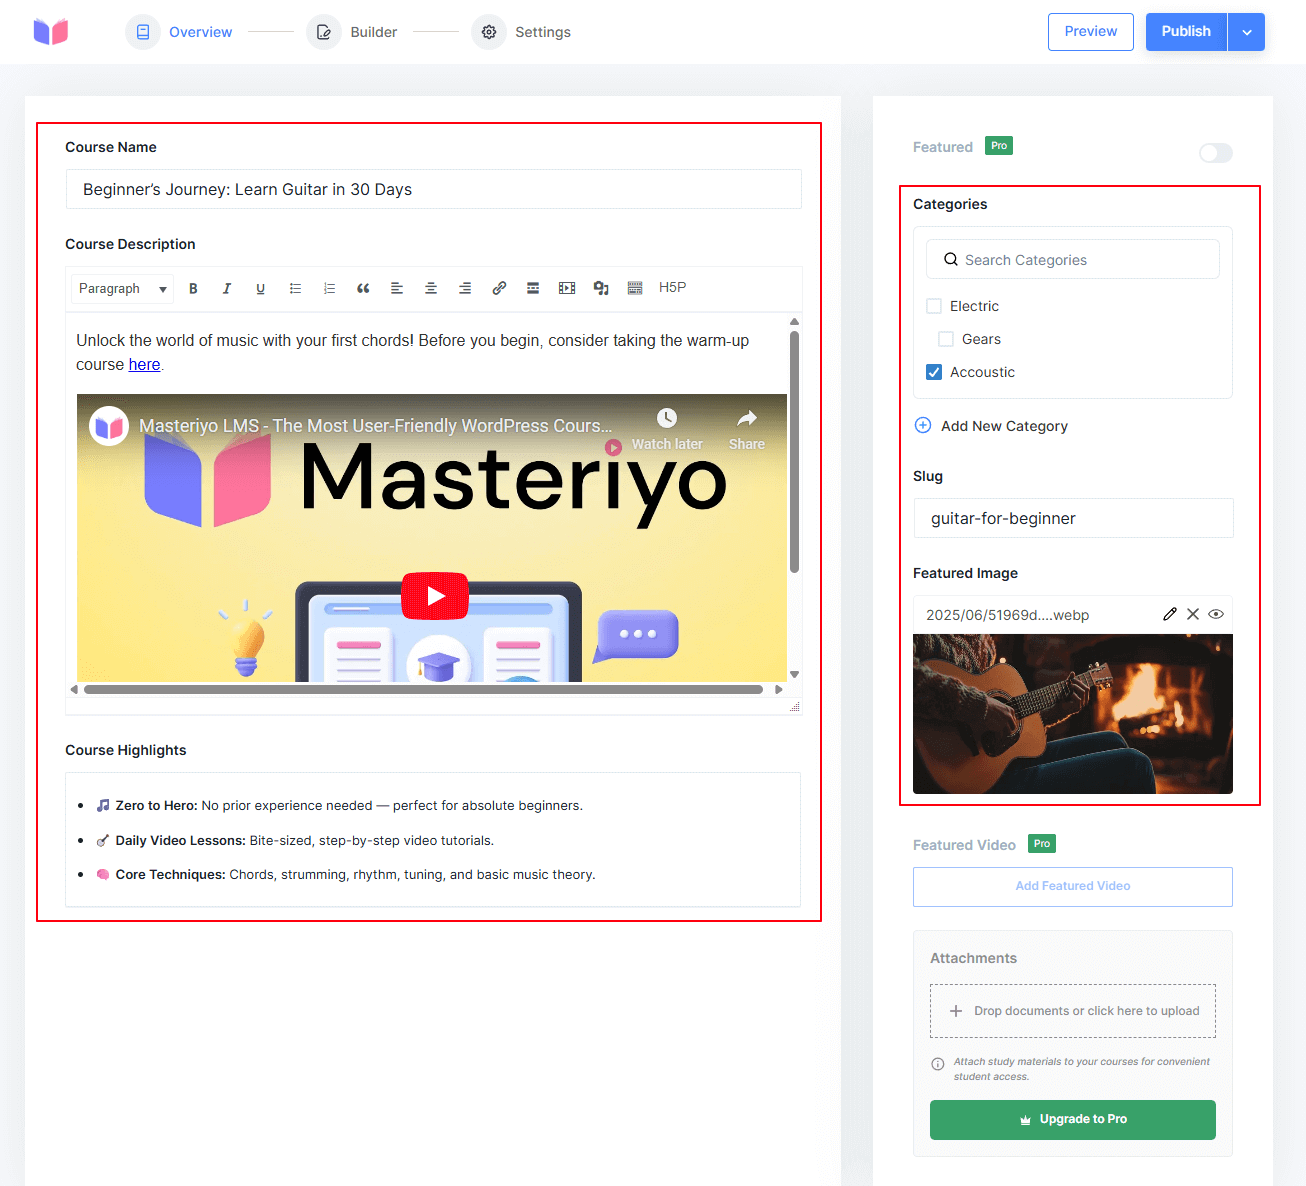 Overview
Builder
Settings
Preview
Publish
Course Name
Beginner’s Journey: Learn Guitar in 30 Days
Course Description
Paragraph
B I U H5P
Unlock the world of music with your first chords! Before you begin, consider taking the warm-up
course here.
Masteriyo LMS - The Most User-Friendly WordPress Cours...
Watch later
Share
Masteriyo
Course Highlights
Zero to Hero: No prior experience needed — perfect for absolute beginners.
Daily Video Lessons: Bite-sized, step-by-step video tutorials.
Core Techniques: Chords, strumming, rhythm, tuning, and basic music theory.
Featured Pro
Categories
Search Categories
Electric
Gears
Accoustic
Add New Category
Slug
guitar-for-beginner
Featured Image
2025/06/51969d....webp
Featured Video Pro
Add Featured Video
Attachments
Drop documents or click here to upload
Attach study materials to your courses for convenient
student access.
Upgrade to Pro